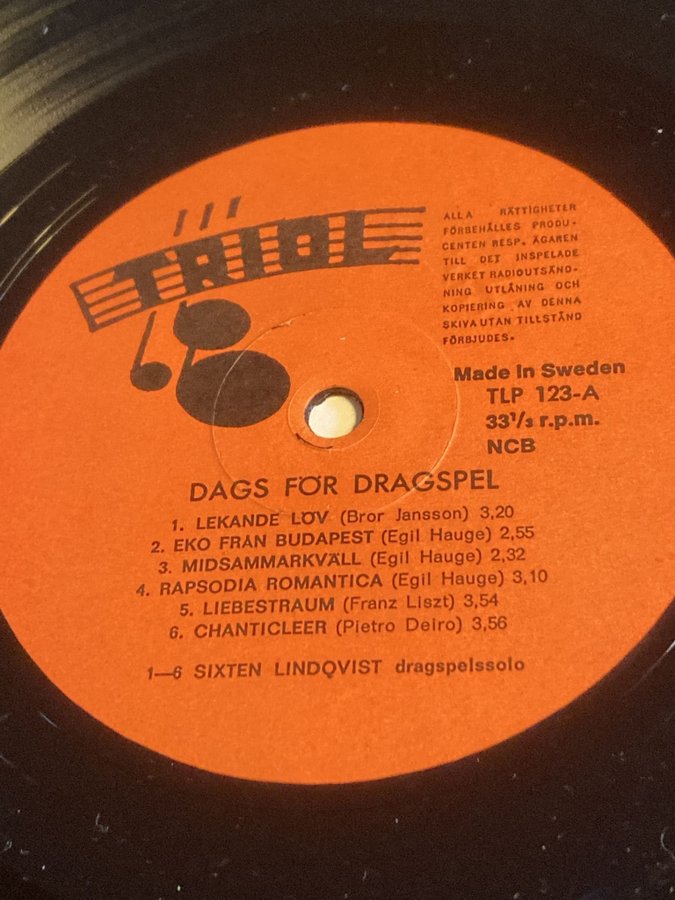 TRIOL
ALLA RÄTTIGHETER
FÖRBEHÅLLES PRODU-
CENTEN RESP. ÄGAREN
TILL DET INSPELADE
VERKET RADIOUTSÄND-
NING UTLÅNING OCH
KOPIERING AV DENNA
SKIVA UTAN TILLSTÅND
FÖRBJUDES.
Made in Sweden
TLP 123-A
33 1/3 r.p.m.
NCB
DAGS FÖR DRAGSPEL
1. LEKANDE LÖV (Bror Jansson) 3,20
2. EKO FRÅN BUDAPEST (Egil Hauge) 2,55
3. MIDSAMMARKVÄLL (Egil Hauge) 2,32
4. RAPSODIA ROMANTICA (Egil Hauge) 3,10
5. LIEBESTRAUM (Franz Liszt) 3,54
6. CHANTICLEER (Pietro Deiro) 3,56
1—6 SIXTEN LINDQVIST dragspelssolo